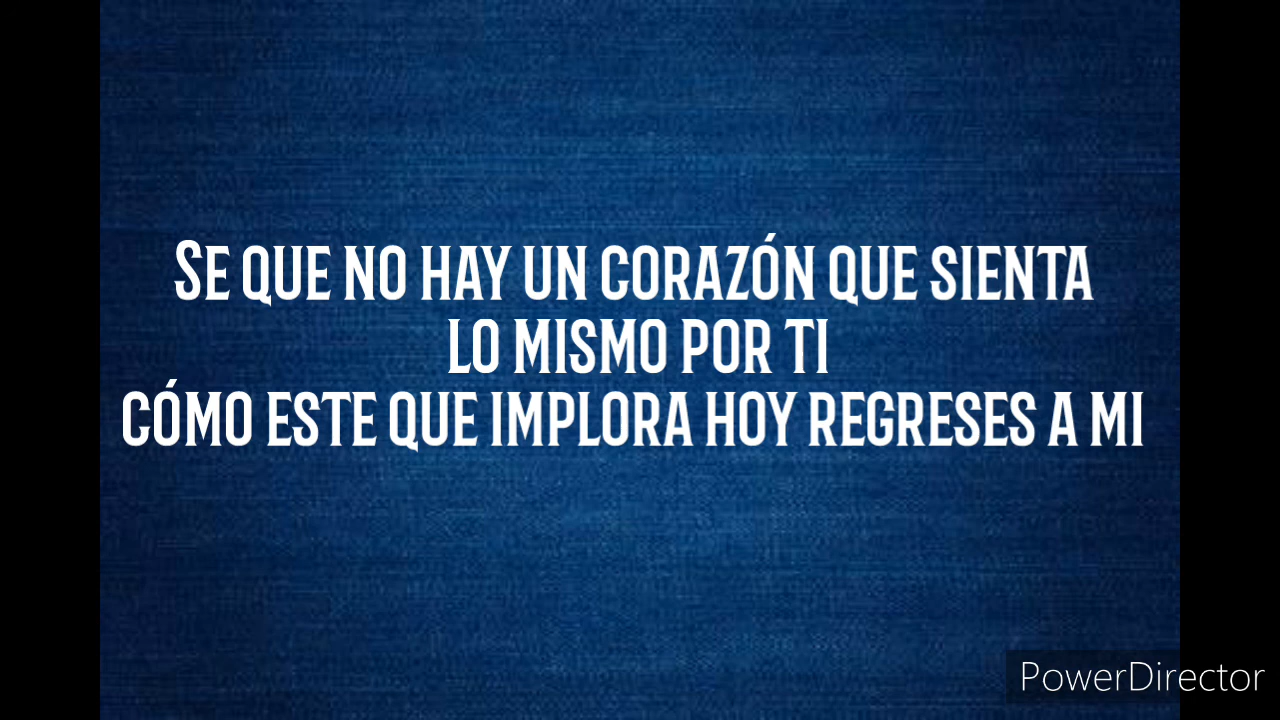 SE QUE NO HAY UN CORAZÓN QUE SIENTA
LO MISMO POR TI
CÓMO ESTE QUE IMPLORA HOY REGRESES A MI
PowerDirector